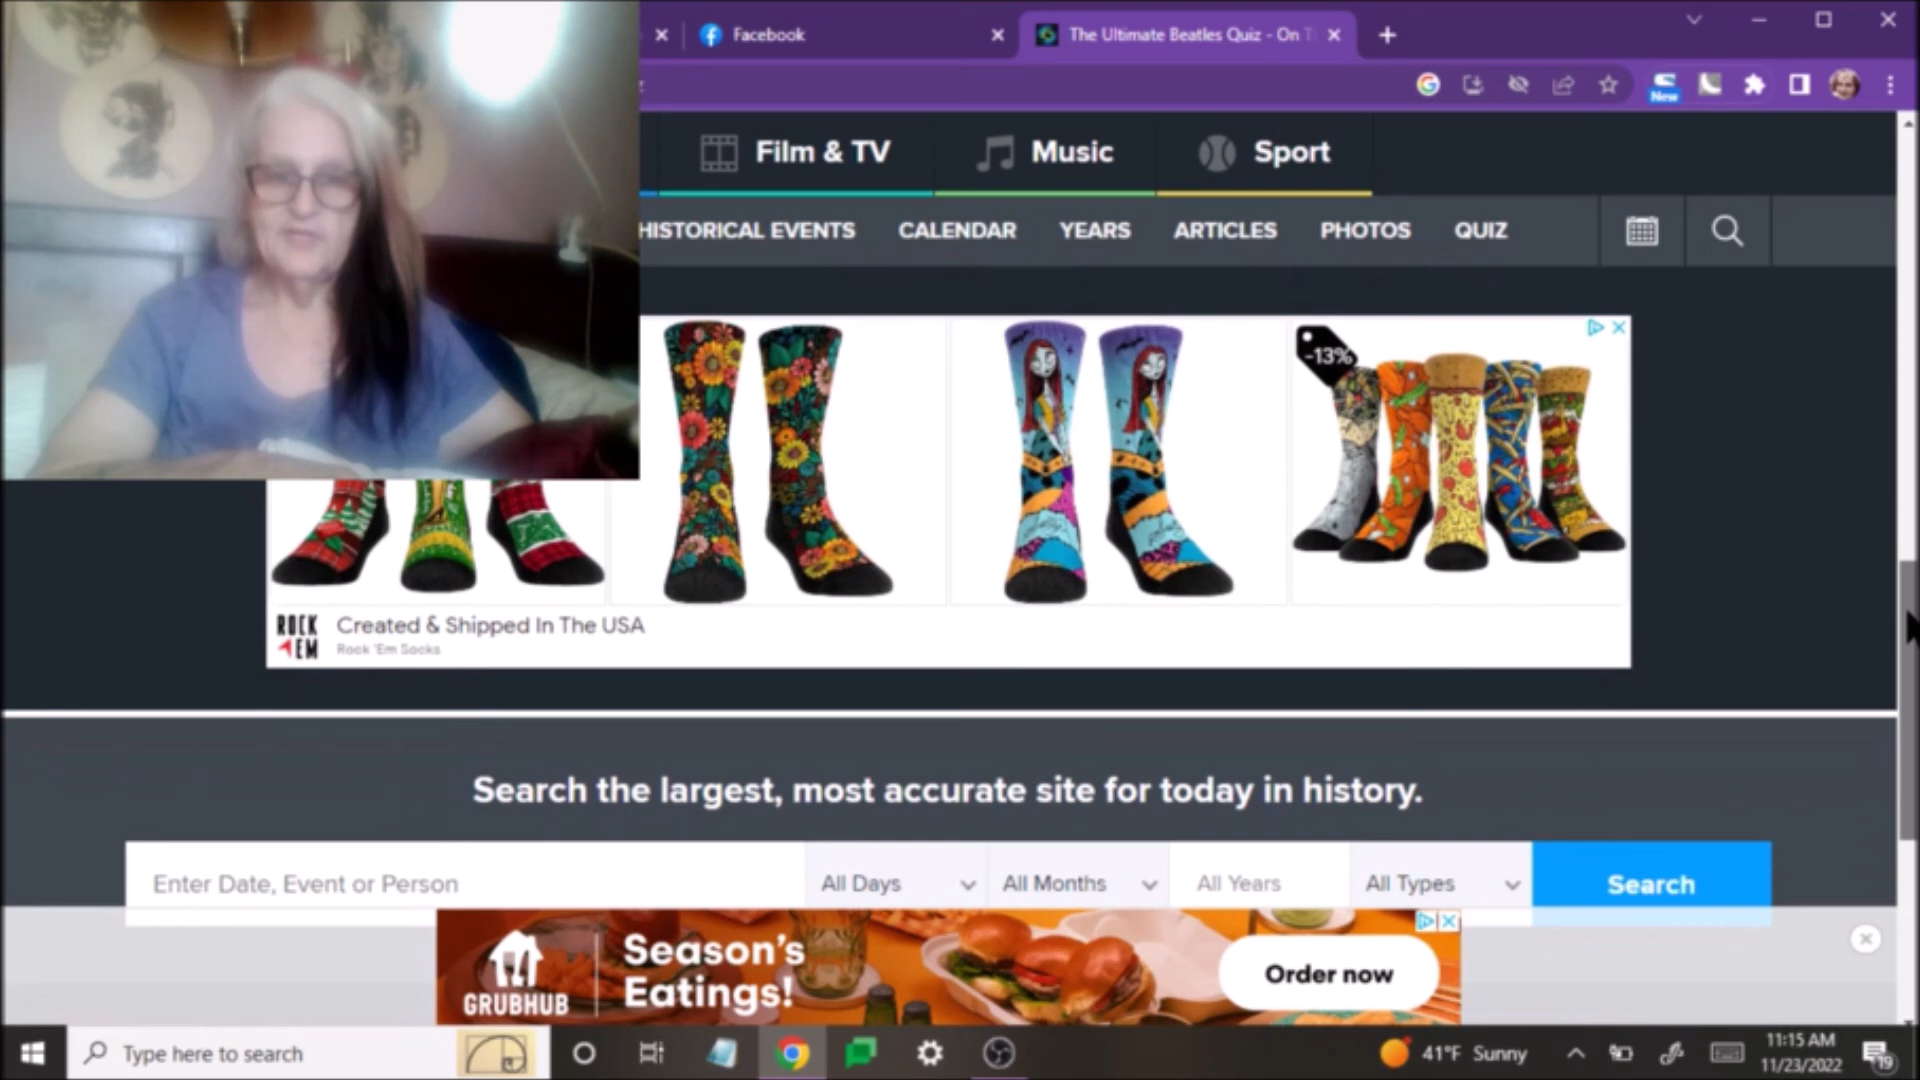 Facebook
The Ultimate Beatles Quiz - On T
New
Film & TV
Music
Sport
HISTORICAL EVENTS
CALENDAR
YEARS
ARTICLES
PHOTOS
QUIZ
-13%
ROCK
EM
Created & Shipped In The USA
Rock 'Em Socks
Search the largest, most accurate site for today in history.
Enter Date, Event or Person
All Days
All Months
All Years
All Types
Search
GRUBHUB
Season's
Eatings!
Order now
Type here to search
41°F Sunny
11:15 AM
11/23/2022
19